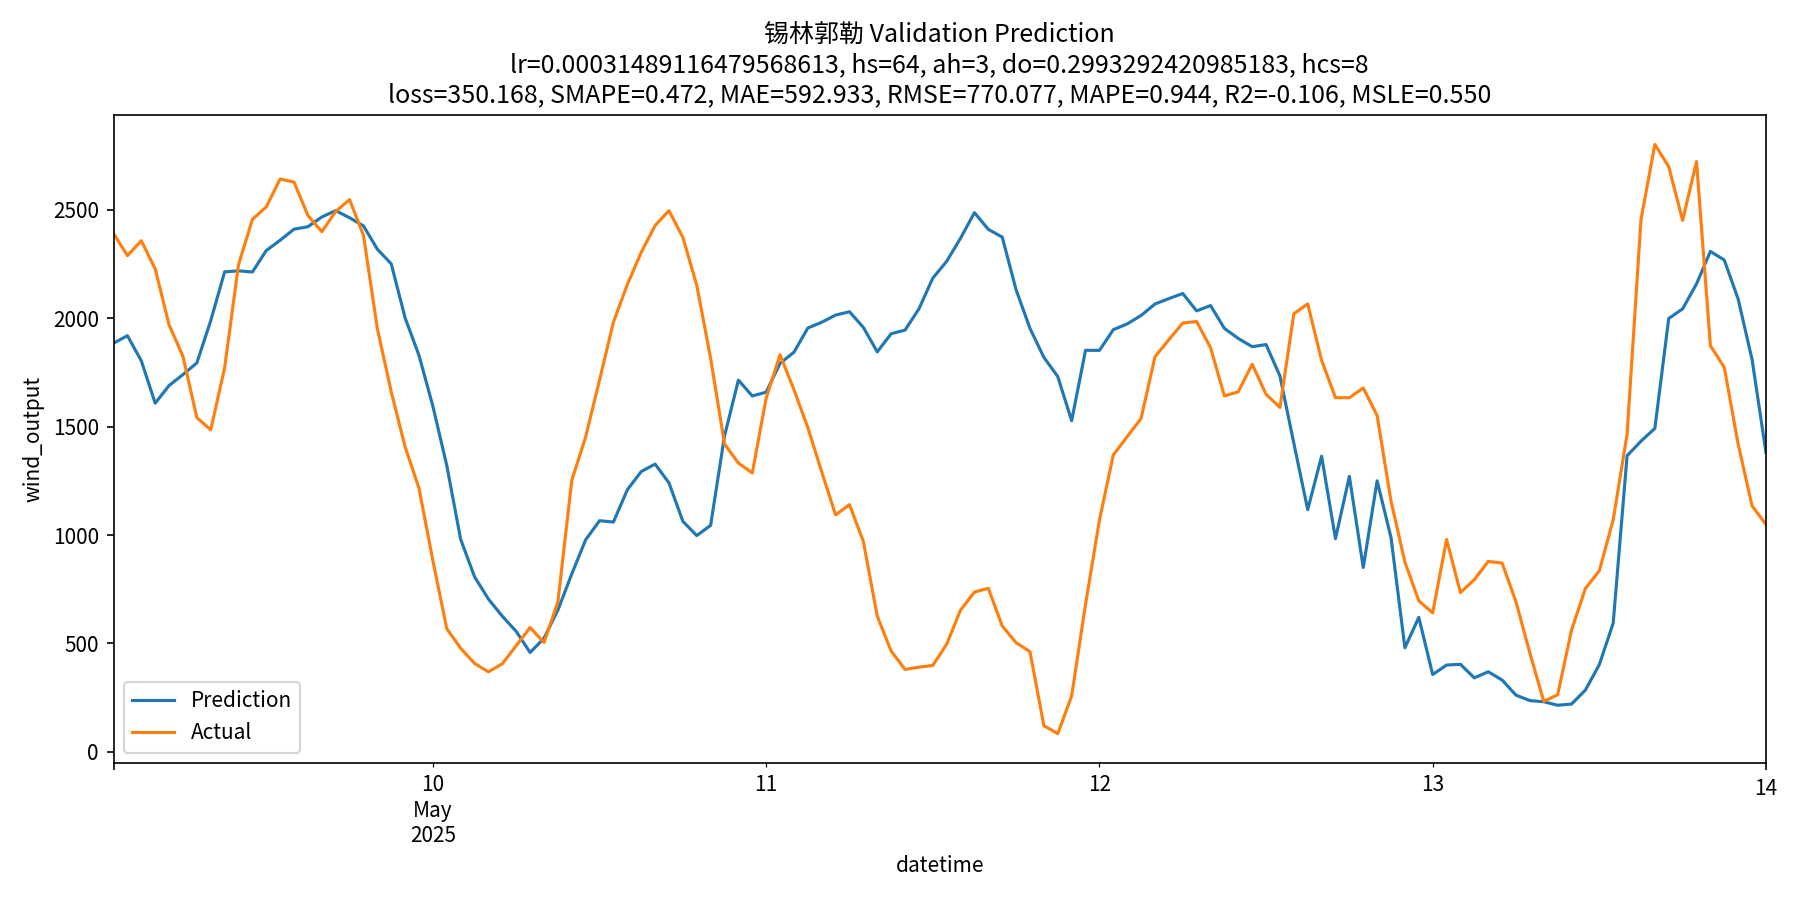 锡林郭勒 Validation Prediction
lr=0.00031489116479568613, hs=64, ah=3, do=0.2993292420985183, hcs=8
loss=350.168, SMAPE=0.472, MAE=592.933, RMSE=770.077, MAPE=0.944, R2=-0.106, MSLE=0.550
wind_output
2500
2000
1500
1000
500
0
Prediction
Actual
10
May
2025
11
12
13
14
datetime